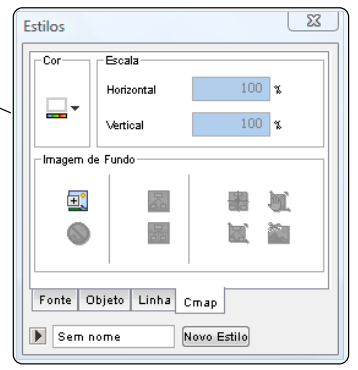 Estilos
Cor
Escala
Horizontal 100 %
Vertical 100 %
Imagem de Fundo
Fonte Objeto Linha Cmap
Sem nome Novo Estilo